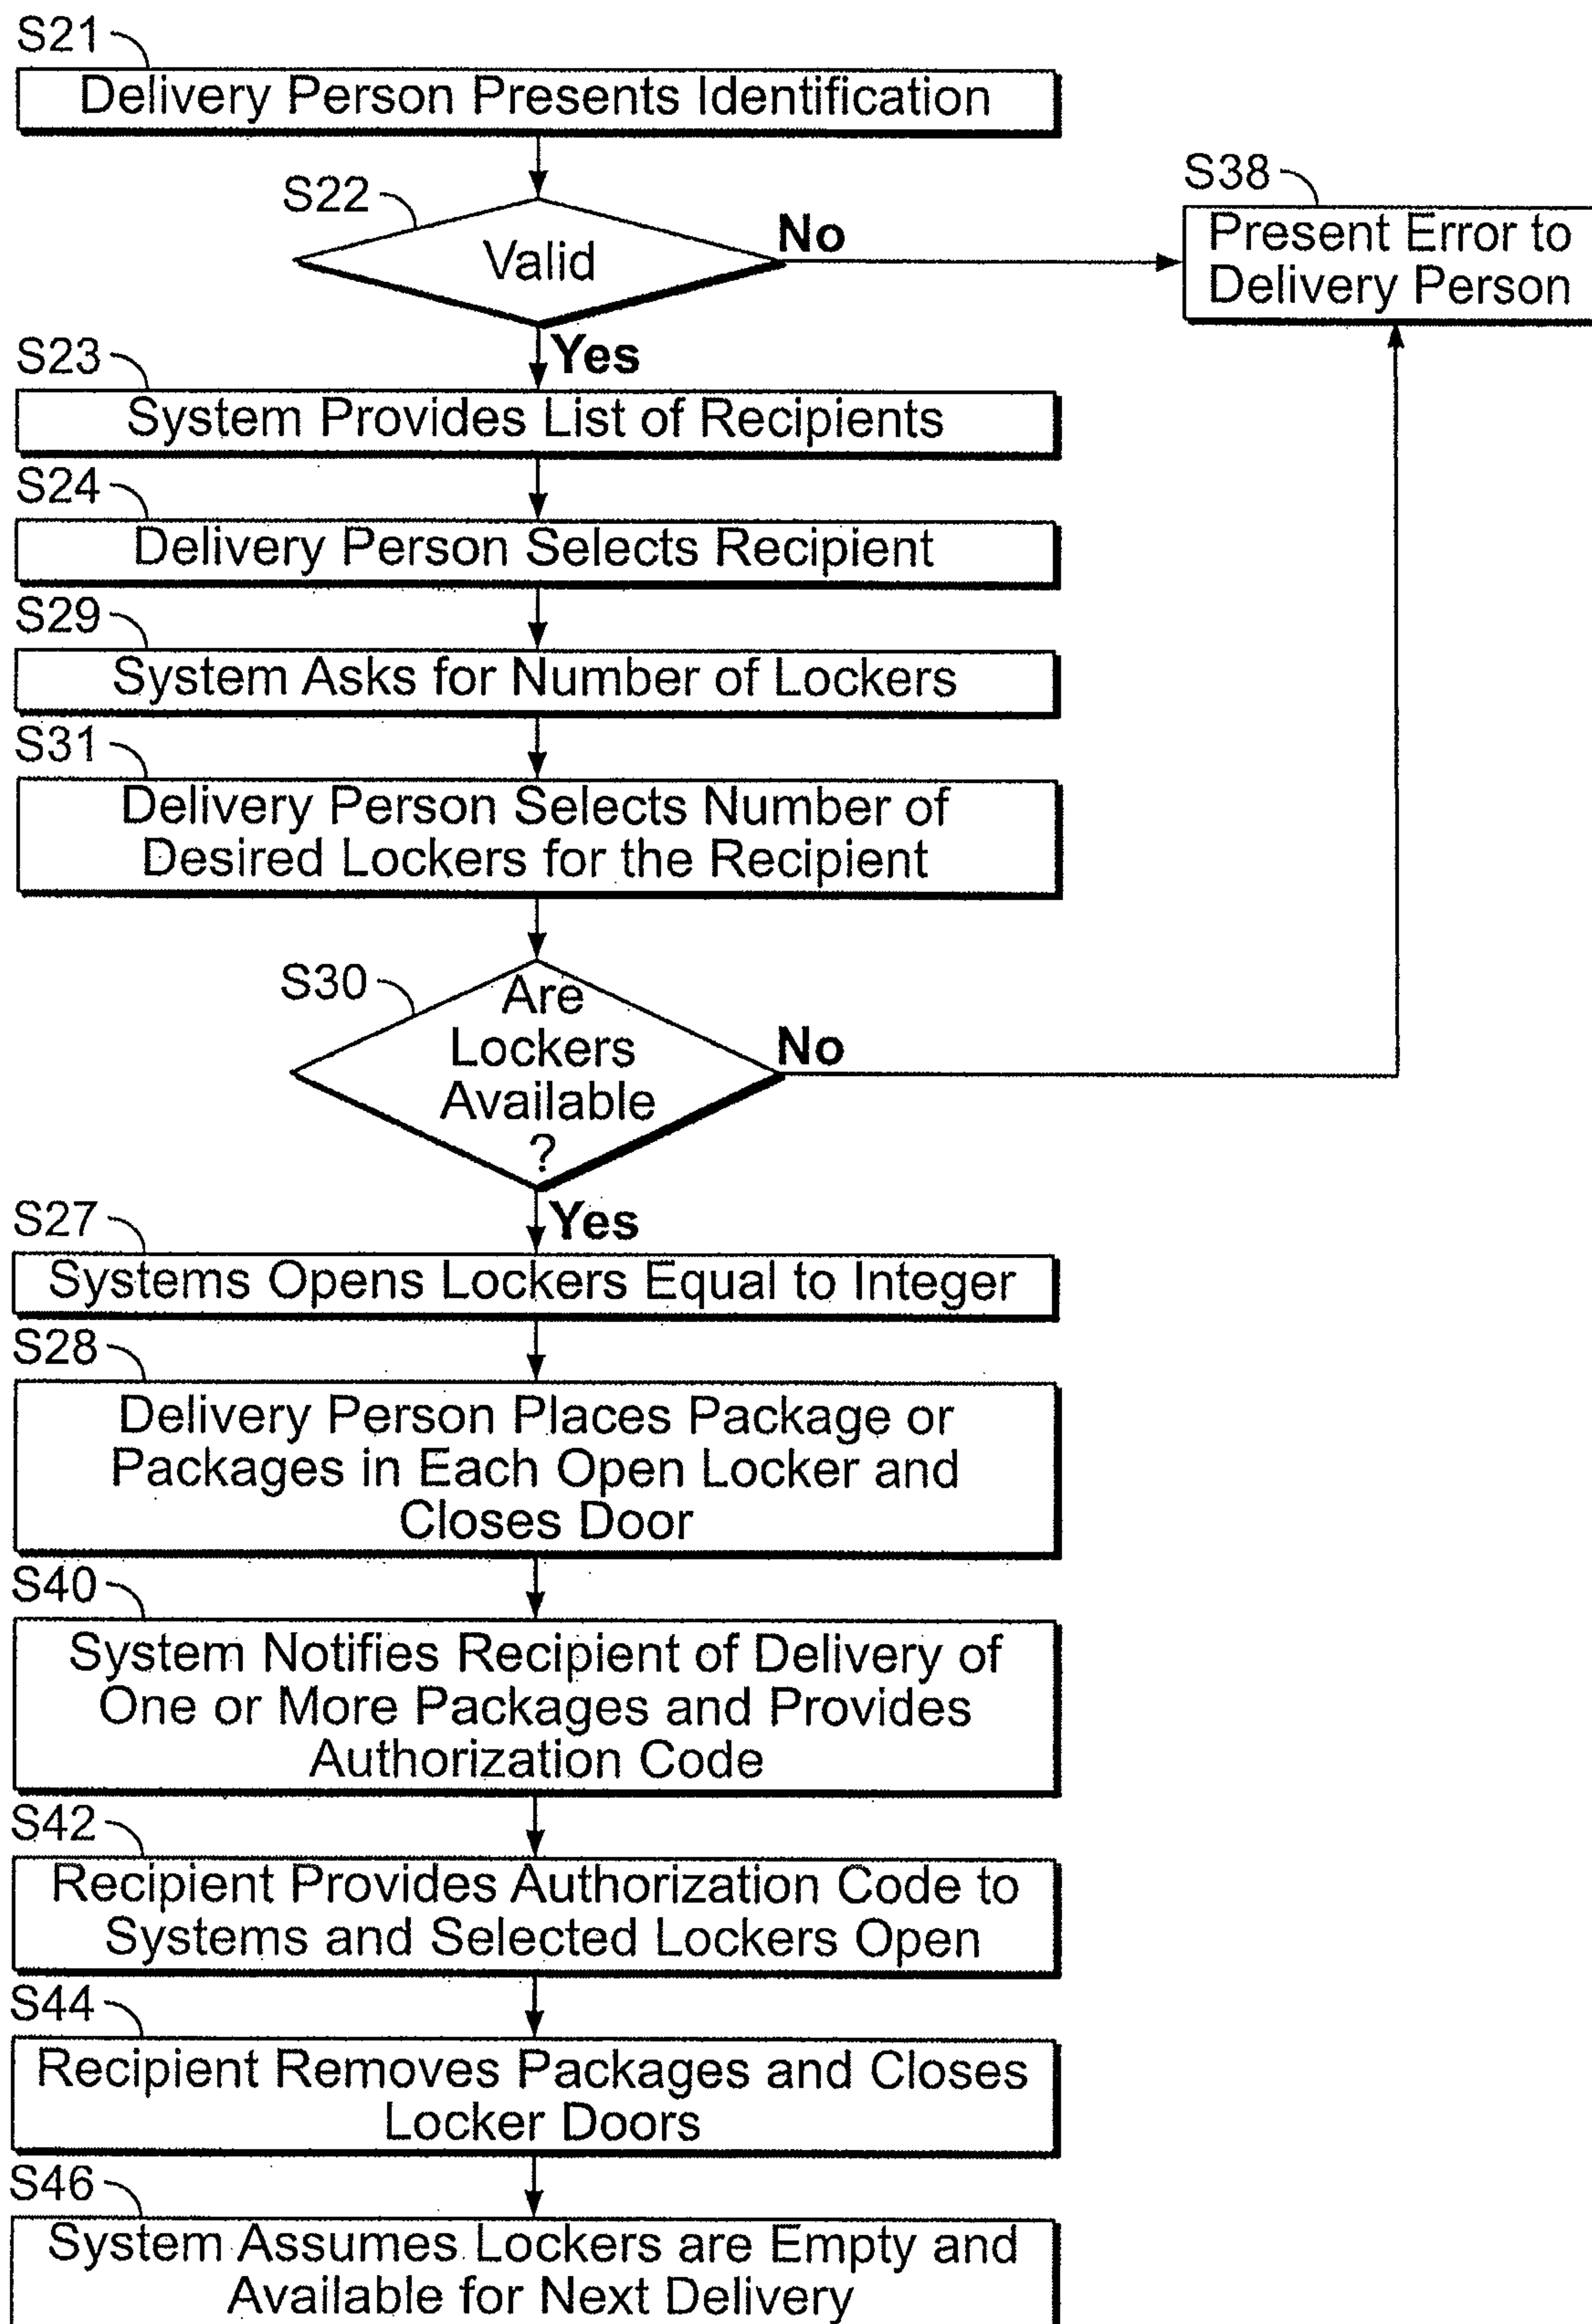 S21
Delivery Person Presents Identification
S22
Valid
No
S38
Present Error to
Delivery Person
Yes
S23
System Provides List of Recipients
S24
Delivery Person Selects Recipient
S29
System Asks for Number of Lockers
S31
Delivery Person Selects Number of
Desired Lockers for the Recipient
S30
Are
Lockers
Available
?
No
Yes
S27
Systems Opens Lockers Equal to Integer
S28
Delivery Person Places Package or
Packages in Each Open Locker and
Closes Door
S40
System Notifies Recipient of Delivery of
One or More Packages and Provides
Authorization Code
S42
Recipient Provides Authorization Code to
Systems and Selected Lockers Open
S44
Recipient Removes Packages and Closes
Locker Doors
S46
System Assumes Lockers are Empty and
Available for Next Delivery